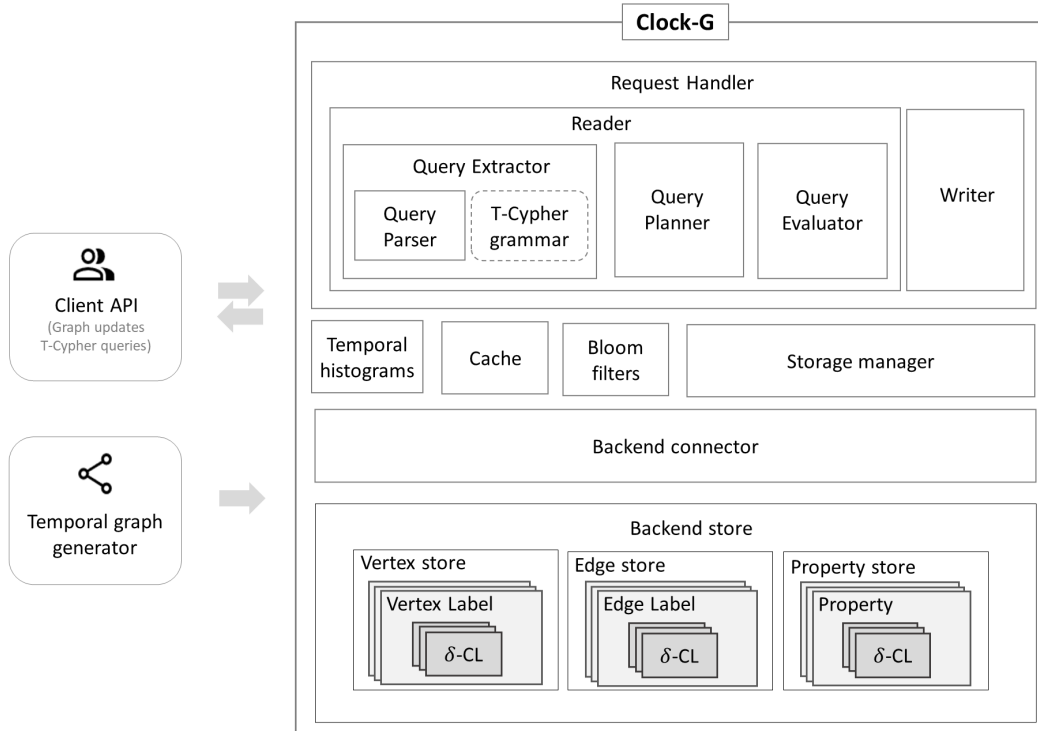 Clock-G
Request Handler
Reader
Query Extractor
Query
Parser
T-Cypher
grammar
Query
Planner
Query
Evaluator
Writer
Client API
(Graph updates
T-Cypher queries)
Temporal
histograms
Cache
Bloom
filters
Storage manager
Backend connector
Temporal graph
generator
Backend store
Vertex store
Vertex Label
δ-CL
Edge store
Edge Label
δ-CL
Property store
Property
δ-CL